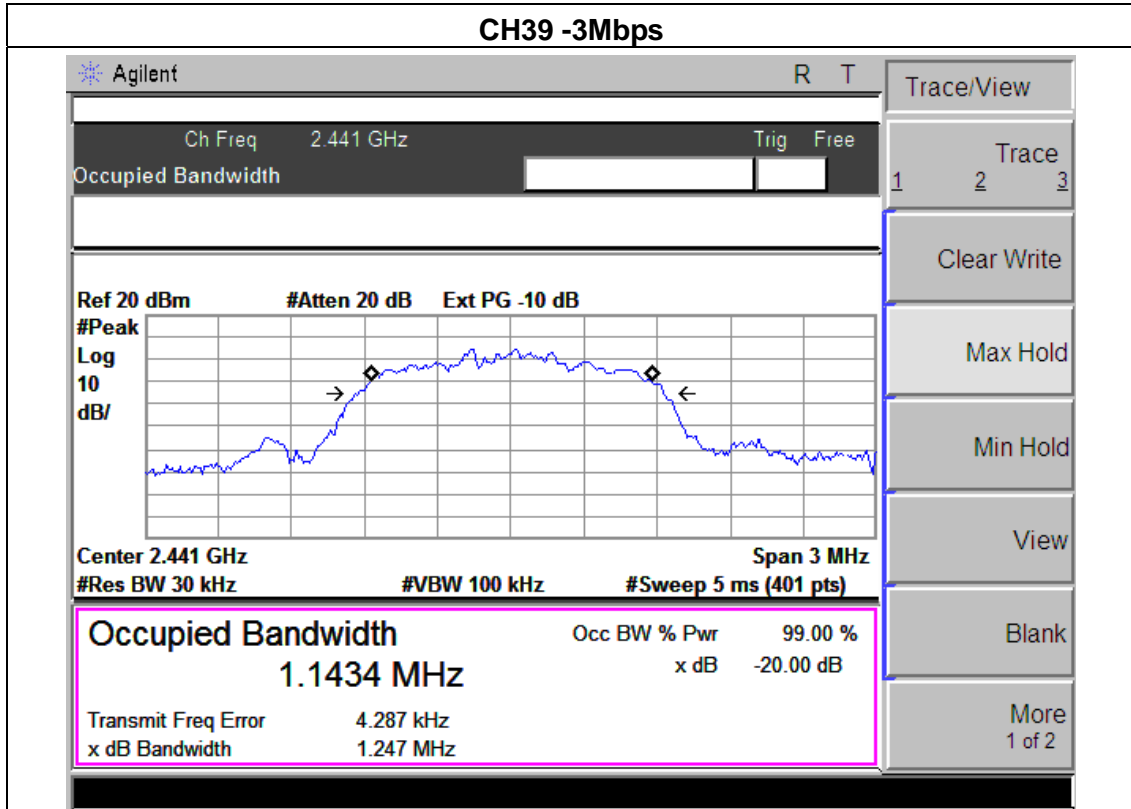 CH39 -3Mbps
Agilent R T
Ch Freq 2.441 GHz Trig Free
Occupied Bandwidth
Ref 20 dBm #Atten 20 dB Ext PG -10 dB
#Peak
Log
10
dB/
Center 2.441 GHz Span 3 MHz
#Res BW 30 kHz #VBW 100 kHz #Sweep 5 ms (401 pts)
Occupied Bandwidth Occ BW % Pwr 99.00 %
1.1434 MHz x dB -20.00 dB
Transmit Freq Error 4.287 kHz
x dB Bandwidth 1.247 MHz
Trace/View
Trace
1 2 3
Clear Write
Max Hold
Min Hold
View
Blank
More
1 of 2